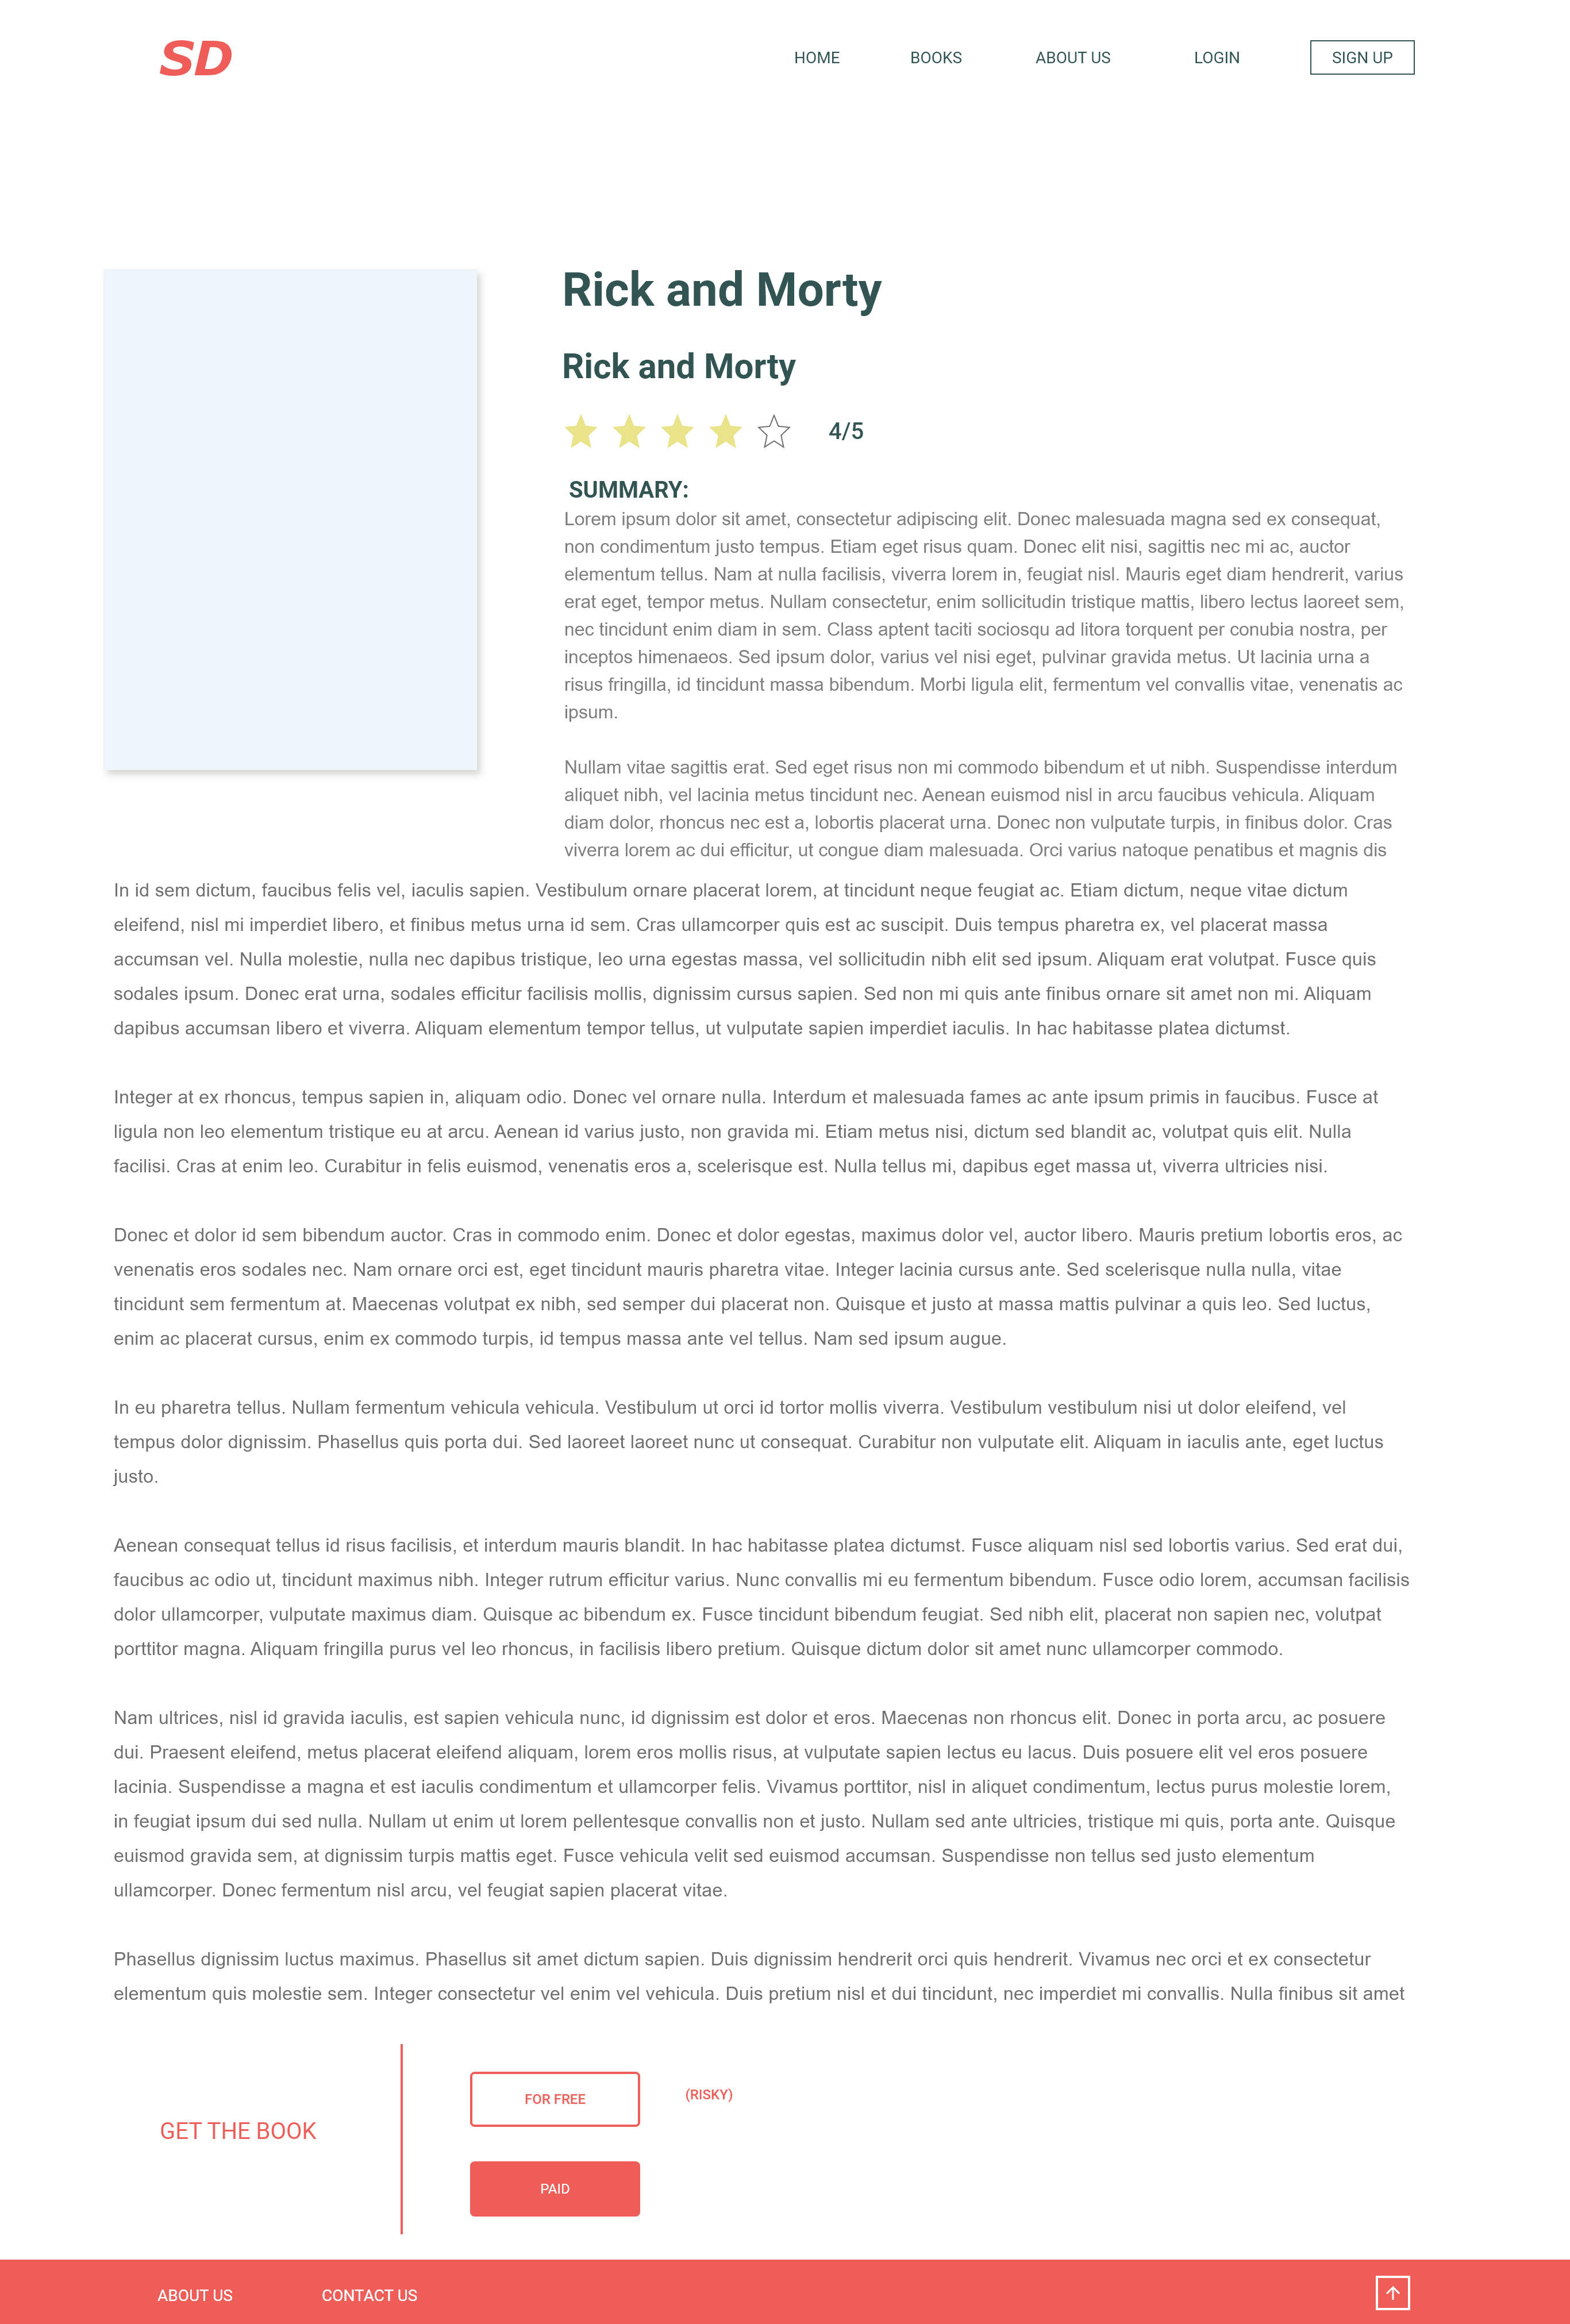 SD
HOME BOOKS ABOUT US LOGIN SIGN UP
Rick and Morty
Rick and Morty
4/5
SUMMARY:
Lorem ipsum dolor sit amet, consectetur adipiscing elit. Donec malesuada magna sed ex consequat,
non condimentum justo tempus. Etiam eget risus quam. Donec elit nisi, sagittis nec mi ac, auctor
elementum tellus. Nam at nulla facilisis, viverra lorem in, feugiat nisl. Mauris eget diam hendrerit, varius
erat eget, tempor metus. Nullam consectetur, enim sollicitudin tristique mattis, libero lectus laoreet sem,
nec tincidunt enim diam in sem. Class aptent taciti sociosqu ad litora torquent per conubia nostra, per
inceptos himenaeos. Sed ipsum dolor, varius vel nisi eget, pulvinar gravida metus. Ut lacinia urna a
risus fringilla, id tincidunt massa bibendum. Morbi ligula elit, fermentum vel convallis vitae, venenatis ac
ipsum.
Nullam vitae sagittis erat. Sed eget risus non mi commodo bibendum et ut nibh. Suspendisse interdum
aliquet nibh, vel lacinia metus tincidunt nec. Aenean euismod nisl in arcu faucibus vehicula. Aliquam
diam dolor, rhoncus nec est a, lobortis placerat urna. Donec non vulputate turpis, in finibus dolor. Cras
viverra lorem ac dui efficitur, ut congue diam malesuada. Orci varius natoque penatibus et magnis dis
In id sem dictum, faucibus felis vel, iaculis sapien. Vestibulum ornare placerat lorem, at tincidunt neque feugiat ac. Etiam dictum, neque vitae dictum
eleifend, nisl mi imperdiet libero, et finibus metus urna id sem. Cras ullamcorper quis est ac suscipit. Duis tempus pharetra ex, vel placerat massa
accumsan vel. Nulla molestie, nulla nec dapibus tristique, leo urna egestas massa, vel sollicitudin nibh elit sed ipsum. Aliquam erat volutpat. Fusce quis
sodales ipsum. Donec erat urna, sodales efficitur facilisis mollis, dignissim cursus sapien. Sed non mi quis ante finibus ornare sit amet non mi. Aliquam
dapibus accumsan libero et viverra. Aliquam elementum tempor tellus, ut vulputate sapien imperdiet iaculis. In hac habitasse platea dictumst.
Integer at ex rhoncus, tempus sapien in, aliquam odio. Donec vel ornare nulla. Interdum et malesuada fames ac ante ipsum primis in faucibus. Fusce at
ligula non leo elementum tristique eu at arcu. Aenean id varius justo, non gravida mi. Etiam metus nisi, dictum sed blandit ac, volutpat quis elit. Nulla
facilisi. Cras at enim leo. Curabitur in felis euismod, venenatis eros a, scelerisque est. Nulla tellus mi, dapibus eget massa ut, viverra ultricies nisi.
Donec et dolor id sem bibendum auctor. Cras in commodo enim. Donec et dolor egestas, maximus dolor vel, auctor libero. Mauris pretium lobortis eros, ac
venenatis eros sodales nec. Nam ornare orci est, eget tincidunt mauris pharetra vitae. Integer lacinia cursus ante. Sed scelerisque nulla nulla, vitae
tincidunt sem fermentum at. Maecenas volutpat ex nibh, sed semper dui placerat non. Quisque et justo at massa mattis pulvinar a quis leo. Sed luctus,
enim ac placerat cursus, enim ex commodo turpis, id tempus massa ante vel tellus. Nam sed ipsum augue.
In eu pharetra tellus. Nullam fermentum vehicula vehicula. Vestibulum ut orci id tortor mollis viverra. Vestibulum vestibulum nisi ut dolor eleifend, vel
tempus dolor dignissim. Phasellus quis porta dui. Sed laoreet laoreet nunc ut consequat. Curabitur non vulputate elit. Aliquam in iaculis ante, eget luctus
justo.
Aenean consequat tellus id risus facilisis, et interdum mauris blandit. In hac habitasse platea dictumst. Fusce aliquam nisl sed lobortis varius. Sed erat dui,
faucibus ac odio ut, tincidunt maximus nibh. Integer rutrum efficitur varius. Nunc convallis mi eu fermentum bibendum. Fusce odio lorem, accumsan facilisis
dolor ullamcorper, vulputate maximus diam. Quisque ac bibendum ex. Fusce tincidunt bibendum feugiat. Sed nibh elit, placerat non sapien nec, volutpat
porttitor magna. Aliquam fringilla purus vel leo rhoncus, in facilisis libero pretium. Quisque dictum dolor sit amet nunc ullamcorper commodo.
Nam ultrices, nisl id gravida iaculis, est sapien vehicula nunc, id dignissim est dolor et eros. Maecenas non rhoncus elit. Donec in porta arcu, ac posuere
dui. Praesent eleifend, metus placerat eleifend aliquam, lorem eros mollis risus, at vulputate sapien lectus eu lacus. Duis posuere elit vel eros posuere
lacinia. Suspendisse a magna et est iaculis condimentum et ullamcorper felis. Vivamus porttitor, nisl in aliquet condimentum, lectus purus molestie lorem,
in feugiat ipsum dui sed nulla. Nullam ut enim ut lorem pellentesque convallis non et justo. Nullam sed ante ultricies, tristique mi quis, porta ante. Quisque
euismod gravida sem, at dignissim turpis mattis eget. Fusce vehicula velit sed euismod accumsan. Suspendisse non tellus sed justo elementum
ullamcorper. Donec fermentum nisl arcu, vel feugiat sapien placerat vitae.
Phasellus dignissim luctus maximus. Phasellus sit amet dictum sapien. Duis dignissim hendrerit orci quis hendrerit. Vivamus nec orci et ex consectetur
elementum quis molestie sem. Integer consectetur vel enim vel vehicula. Duis pretium nisl et dui tincidunt, nec imperdiet mi convallis. Nulla finibus sit amet
GET THE BOOK
FOR FREE (RISKY)
PAID
ABOUT US CONTACT US